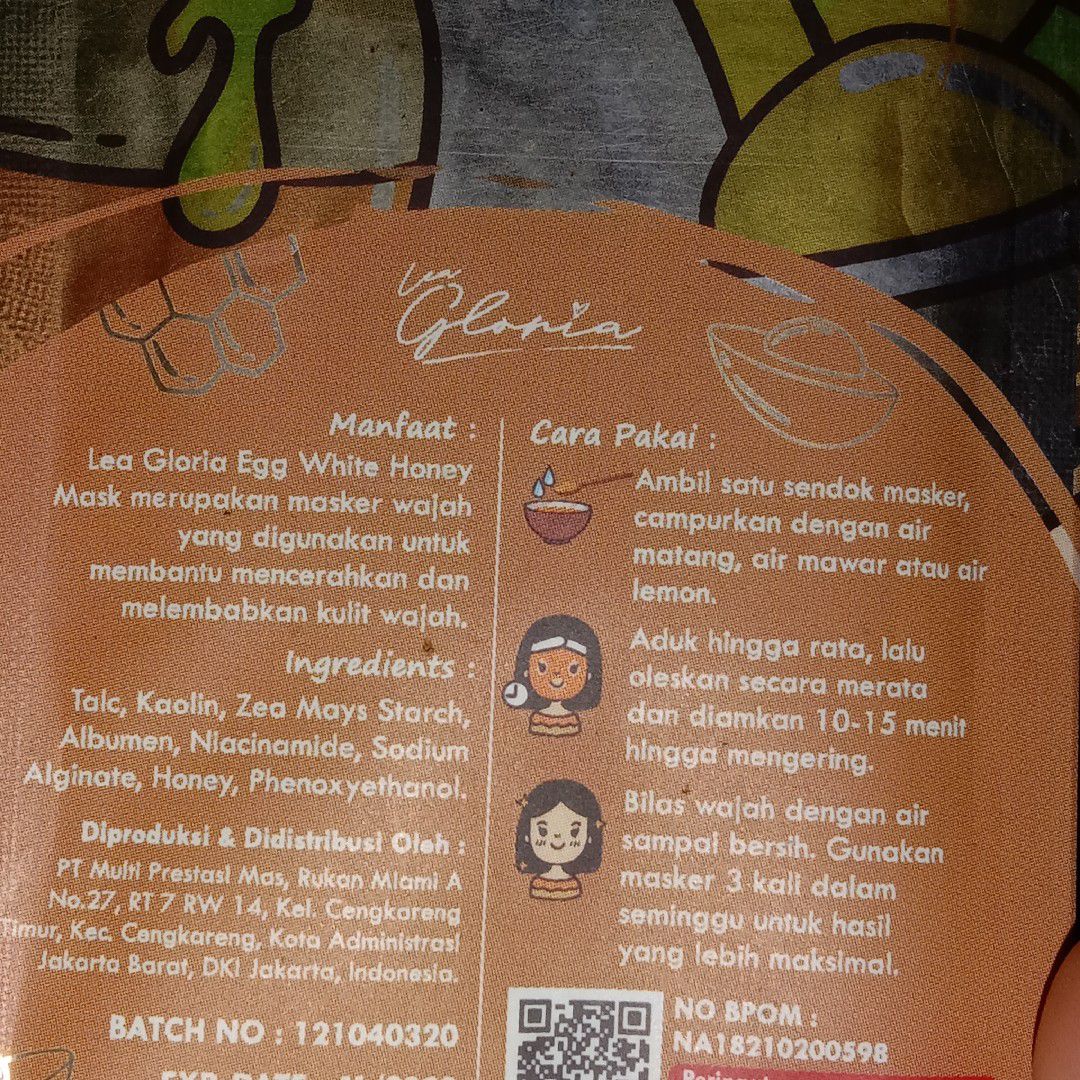 Lea
Gloria
Manfaat :
Lea Gloria Egg White Honey
Mask merupakan masker wajah
yang digunakan untuk
membantu mencerahkan dan
melembabkan kulit wajah.
Ingredients :
Talc, Kaolin, Zea Mays Starch,
Albumen, Niacinamide, Sodium
Alginate, Honey, Phenoxyethanol.
Diproduksi & Didistribusi Oleh :
PT Multi Prestasi Mas, Rukan Miami A
No.27, RT 7 RW 14, Kel. Cengkareng
Timur, Kec. Cengkareng, Kota Administrasi
Jakarta Barat, DKI Jakarta, Indonesia.
BATCH NO : 121040320
Cara Pakai :
Ambil satu sendok masker,
campurkan dengan air
matang, air mawar atau air
lemon.
Aduk hingga rata, lalu
oleskan secara merata
dan diamkan 10-15 menit
hingga mengering.
Bilas wajah dengan air
sampai bersih. Gunakan
masker 3 kali dalam
seminggu untuk hasil
yang lebih maksimal.
NO BPOM :
NA18210200598